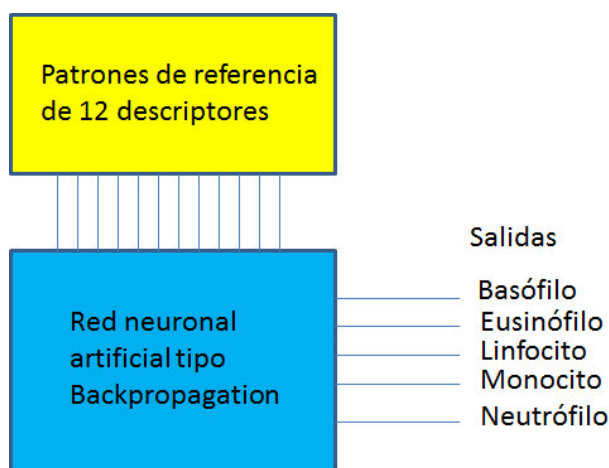 Patrones de referencia
de 12 descriptores
Salidas
Red neuronal
artificial tipo
Backpropagation
Basófilo
Eusinófilo
Linfocito
Monocito
Neutrófilo